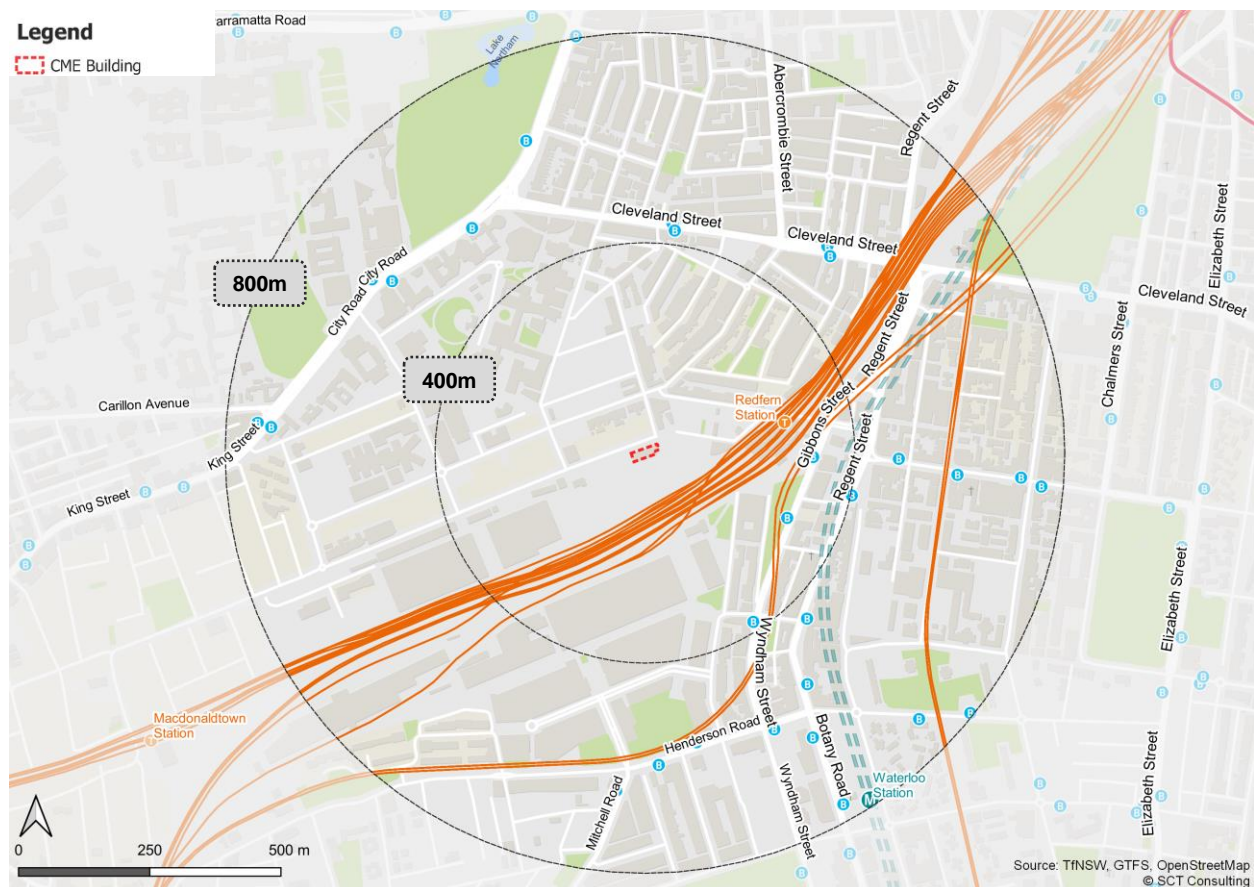 Legend
CME Building
arramatta Road
Lake
Northam
Abercrombie Street
Regent Street
Elizabeth Street
Cleveland Street
Cleveland Street
Cleveland Street
800m
City Road
City Road
400m
Regent Street
Chalmers Street
Carillon Avenue
King Street
King Street
Redfern
Station
T
Gibbons Street
Regent Street
Elizabeth Street
Wyndham Street
Macdonaldtown
Station
T
Henderson Road
Botany Road
Mitchell Road
Wyndham Street
Waterloo
Station
M
Elizabeth Street
0
250
500 m
Source: TfNSW, GTFS, OpenStreetMap
© SCT Consulting